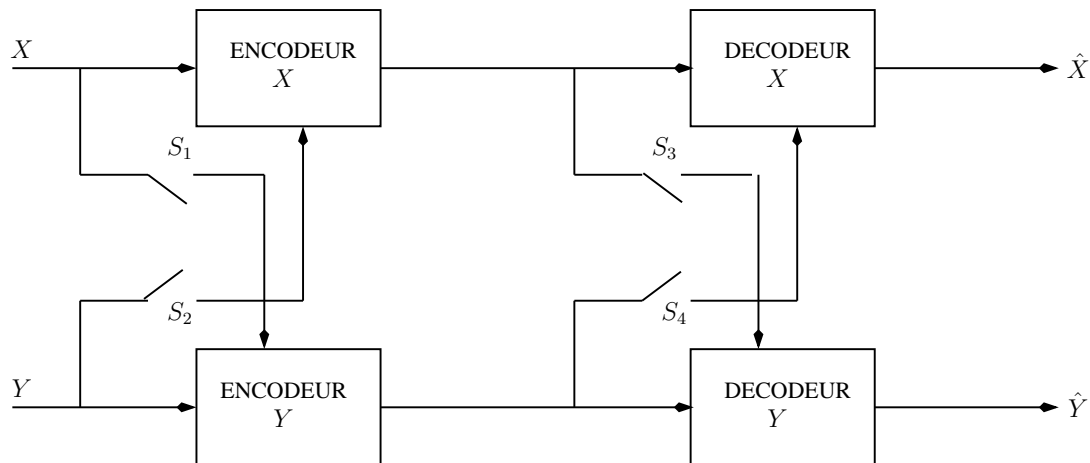 X
ENCODEUR
X
DECODEUR
X
X̂
S₁
S₃
S₂
S₄
Y
ENCODEUR
Y
DECODEUR
Y
Ŷ